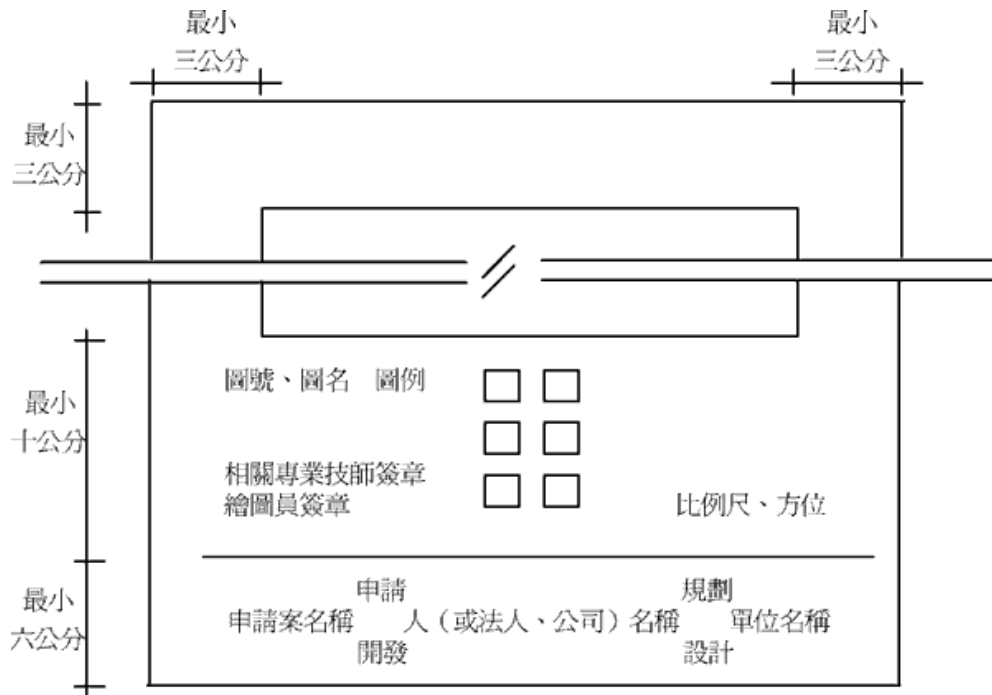 最小
三公分
最小
三公分
最小
三公分
最小
十公分
圖號、圖名 圖例
相關專業技師簽章
繪圖員簽章
比例尺、方位
最小
六公分
申請 規劃
申請案名稱 人（或法人、公司）名稱 單位名稱
開發 設計